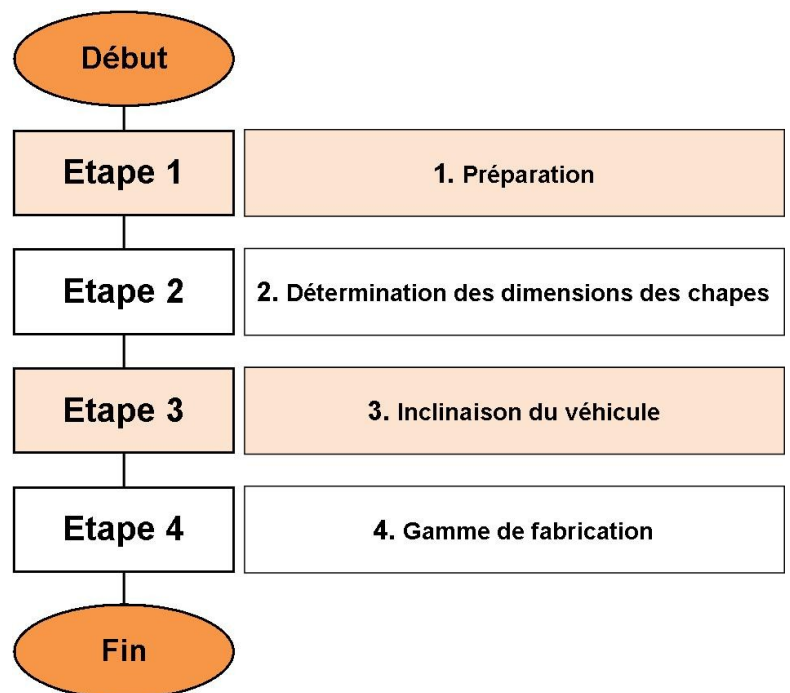 Début
Etape 1
1. Préparation
Etape 2
2. Détermination des dimensions des chapes
Etape 3
3. Inclinaison du véhicule
Etape 4
4. Gamme de fabrication
Fin